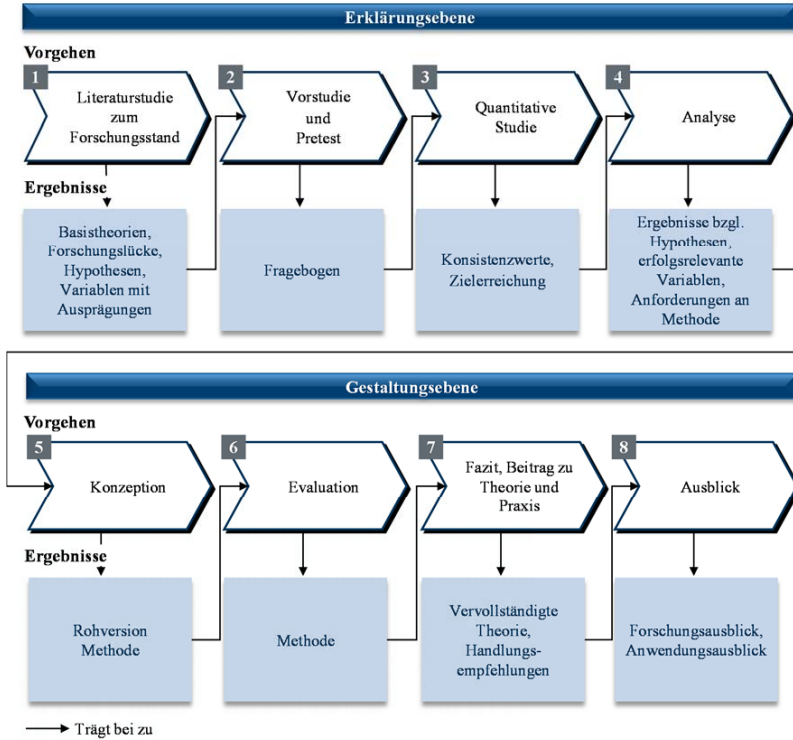 Erklärungsebene
Vorgehen
1
Literaturstudie
zum
Forschungsstand
2
Vorstudie
und
Pretest
3
Quantitative
Studie
4
Analyse
Ergebnisse
Basistheorien,
Forschungslücke,
Hypothesen,
Variablen mit
Ausprägungen
Fragebogen
Konsistenzwerte,
Zielerreichung
Ergebnisse bzgl.
Hypothesen,
erfolgsrelevante
Variablen,
Anforderungen an
Methode
Gestaltungsebene
Vorgehen
5
Konzeption
6
Evaluation
7
Fazit, Beitrag zu
Theorie und
Praxis
8
Ausblick
Ergebnisse
Rohversion
Methode
Methode
Vervollständigte
Theorie,
Handlungs-
empfehlungen
Forschungsausblick,
Anwendungsausblick
Trägt bei zu